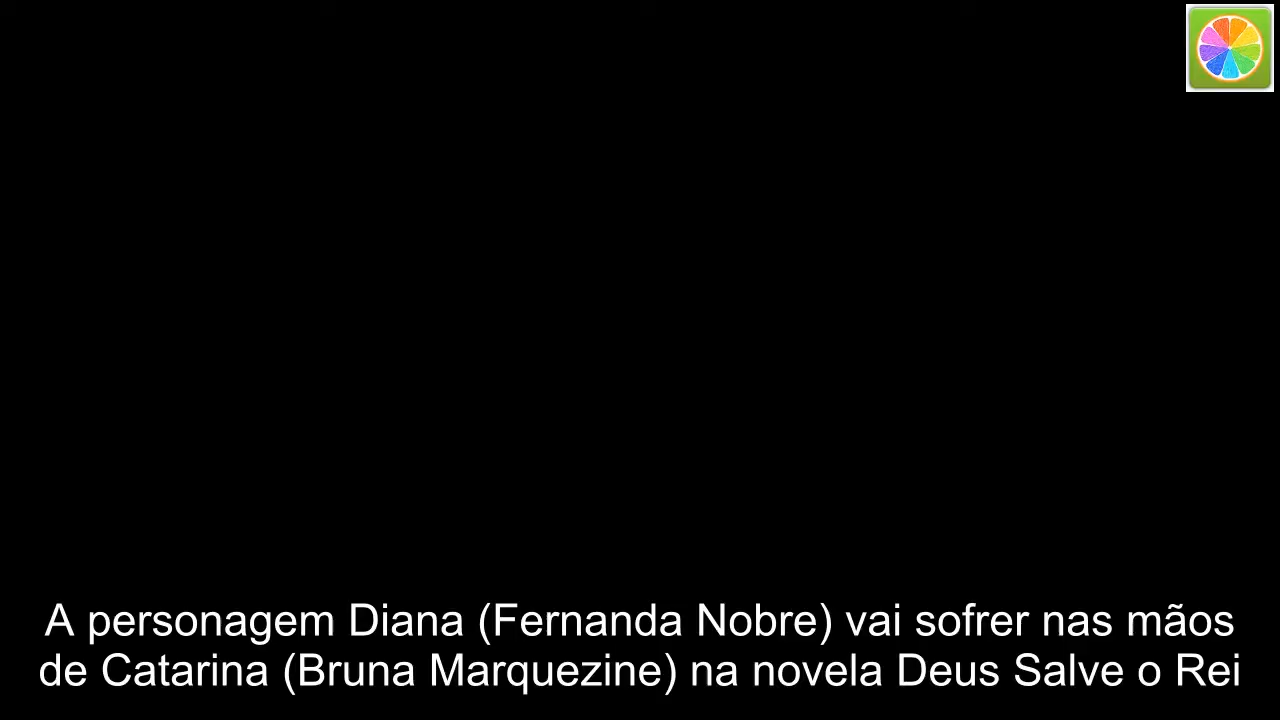 A personagem Diana (Fernanda Nobre) vai sofrer nas mãos
de Catarina (Bruna Marquezine) na novela Deus Salve o Rei